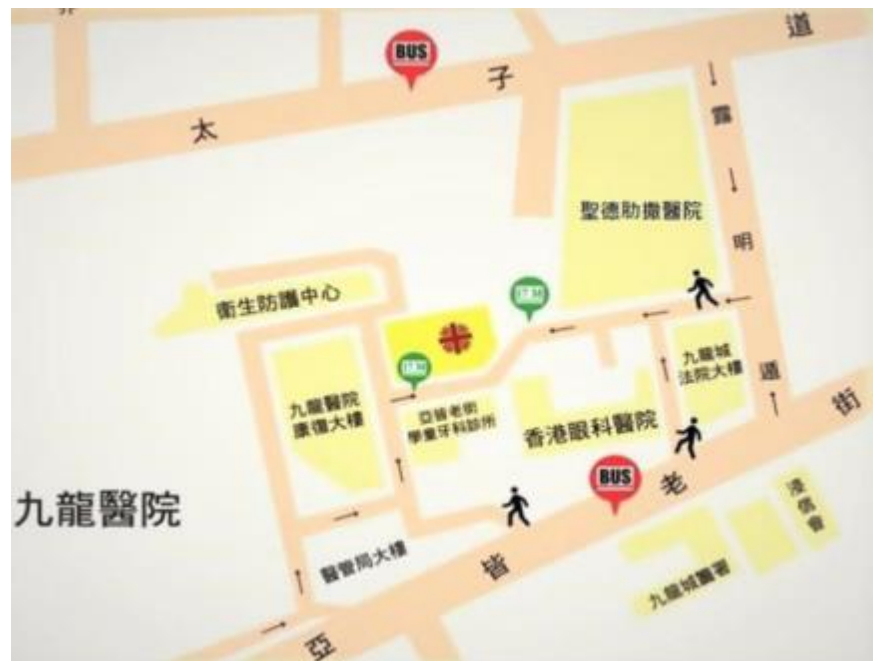 BUS
太子道
露明道
聖德肋撒醫院
衛生防護中心
九龍醫院
康復大樓
亞皆老街
學童牙科診所
香港眼科醫院
九龍城
法院大樓
九龍醫院
醫管局大樓
BUS
亞皆老街
九龍城警署
浸信會